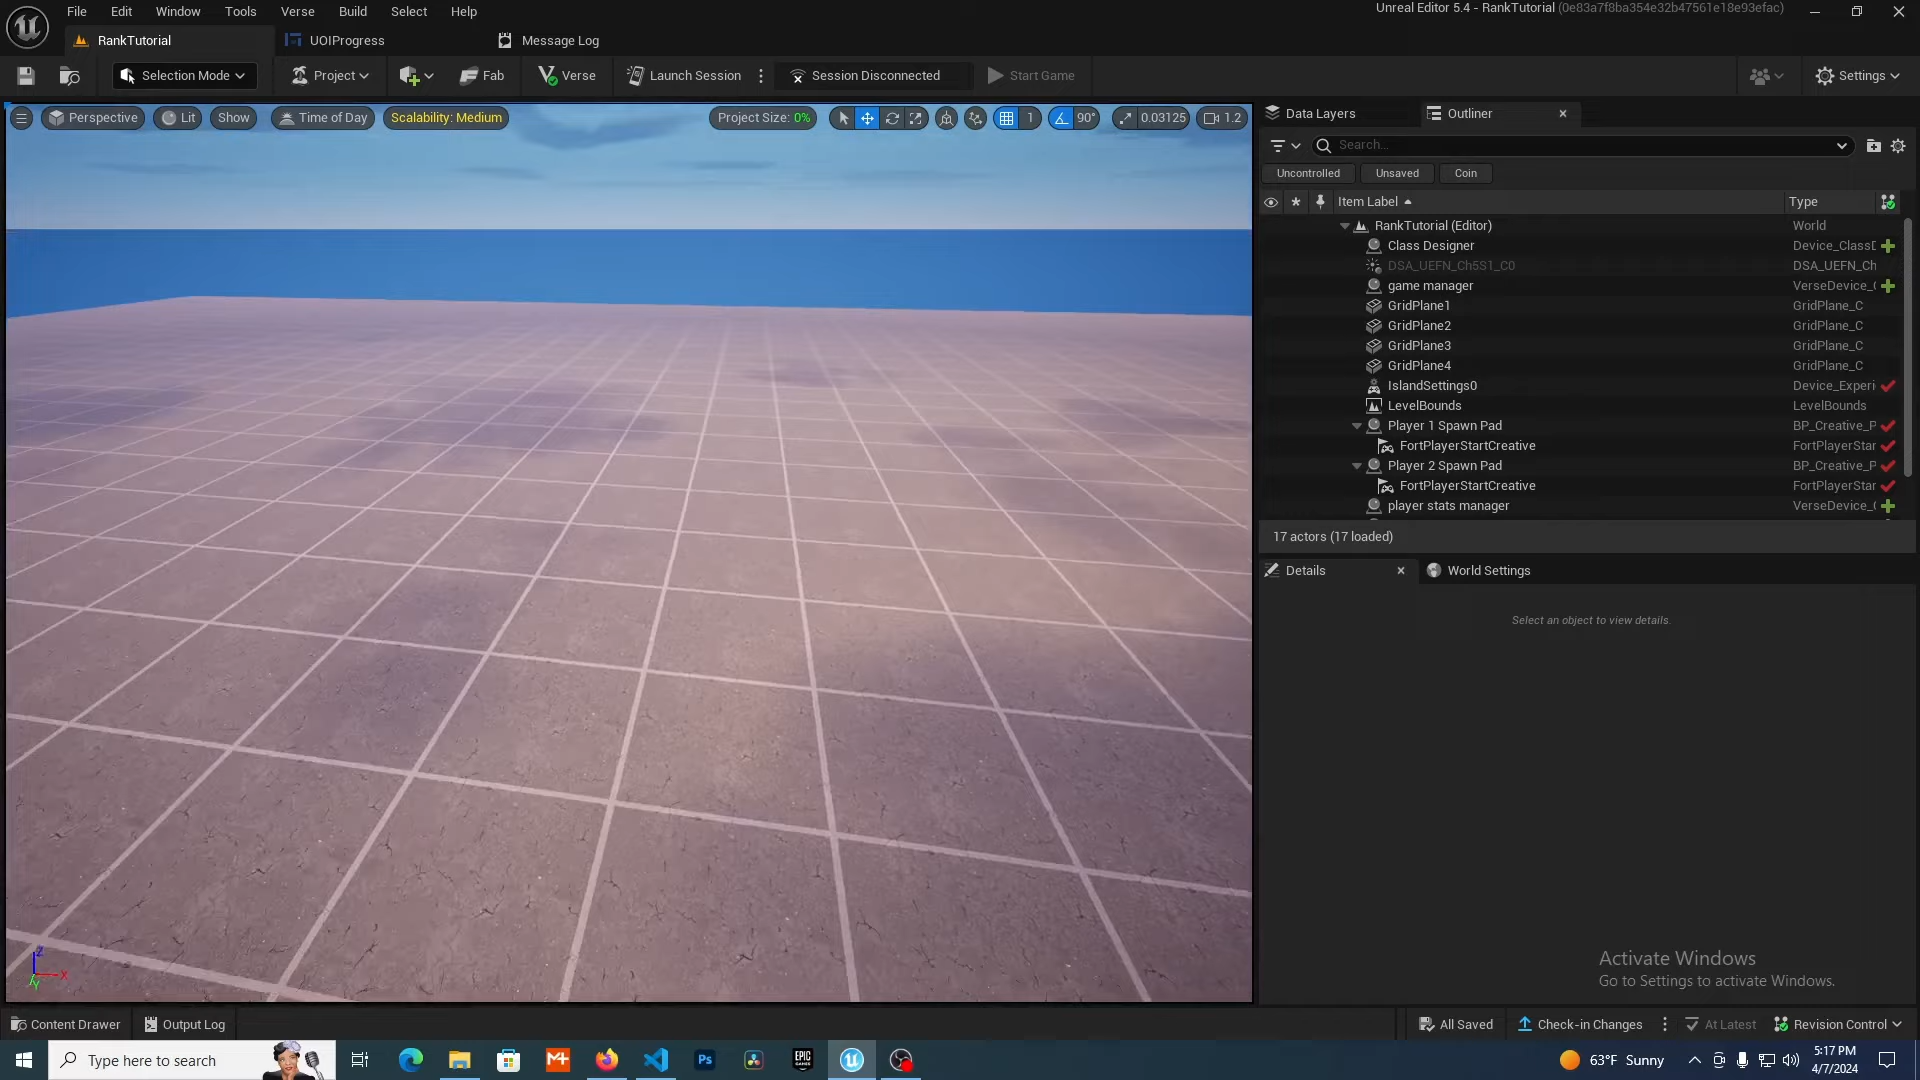 File Edit Window Tools Verse Build Select Help
Unreal Editor 5.4 - RankTutorial (0e83a7f8ba354e32b47561e18e93efac)
RankTutorial UOIProgress Message Log
Selection Mode Project Fab Verse Launch Session Session Disconnected Start Game Settings
Perspective Lit Show Time of Day Scalability: Medium Project Size: 0% 1 90° 0.03125 1.2
Data Layers Outliner
Search...
Uncontrolled Unsaved Coin
Item Label Type
RankTutorial (Editor) World
Class Designer Device_ClassD
DSA_UEFN_Ch5S1_C0 DSA_UEFN_Ch
game manager VerseDevice_
GridPlane1 GridPlane_C
GridPlane2 GridPlane_C
GridPlane3 GridPlane_C
GridPlane4 GridPlane_C
IslandSettings0 Device_Experi
LevelBounds LevelBounds
Player 1 Spawn Pad BP_Creative_P
FortPlayerStartCreative FortPlayerStar
Player 2 Spawn Pad BP_Creative_P
FortPlayerStartCreative FortPlayerStar
player stats manager VerseDevice_
17 actors (17 loaded)
Details World Settings
Select an object to view details.
Z X Y
Activate Windows
Go to Settings to activate Windows.
Content Drawer Output Log All Saved Check-in Changes At Latest Revision Control
Type here to search
Ps
EPIC GAMES
63°F Sunny
5:17 PM
4/7/2024